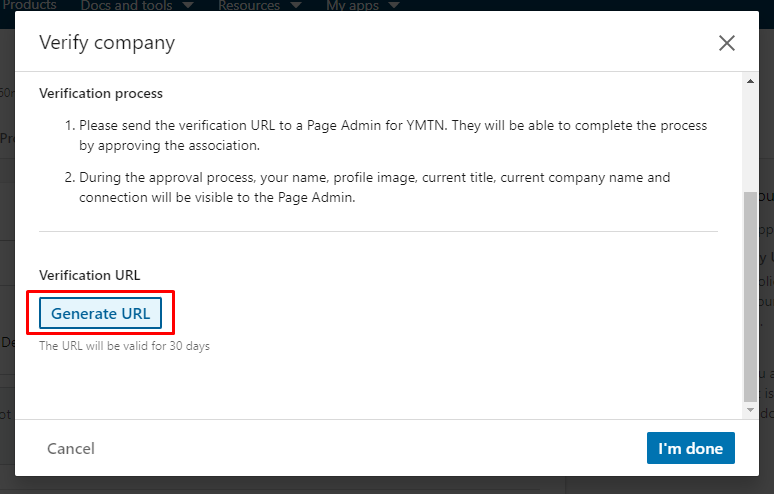 Products Docs and tools Resources My apps
Verify company
Verification process
1. Please send the verification URL to a Page Admin for YMTN. They will be able to complete the process
by approving the association.
2. During the approval process, your name, profile image, current title, current company name and
connection will be visible to the Page Admin.
Verification URL
Generate URL
The URL will be valid for 30 days
Cancel I'm done